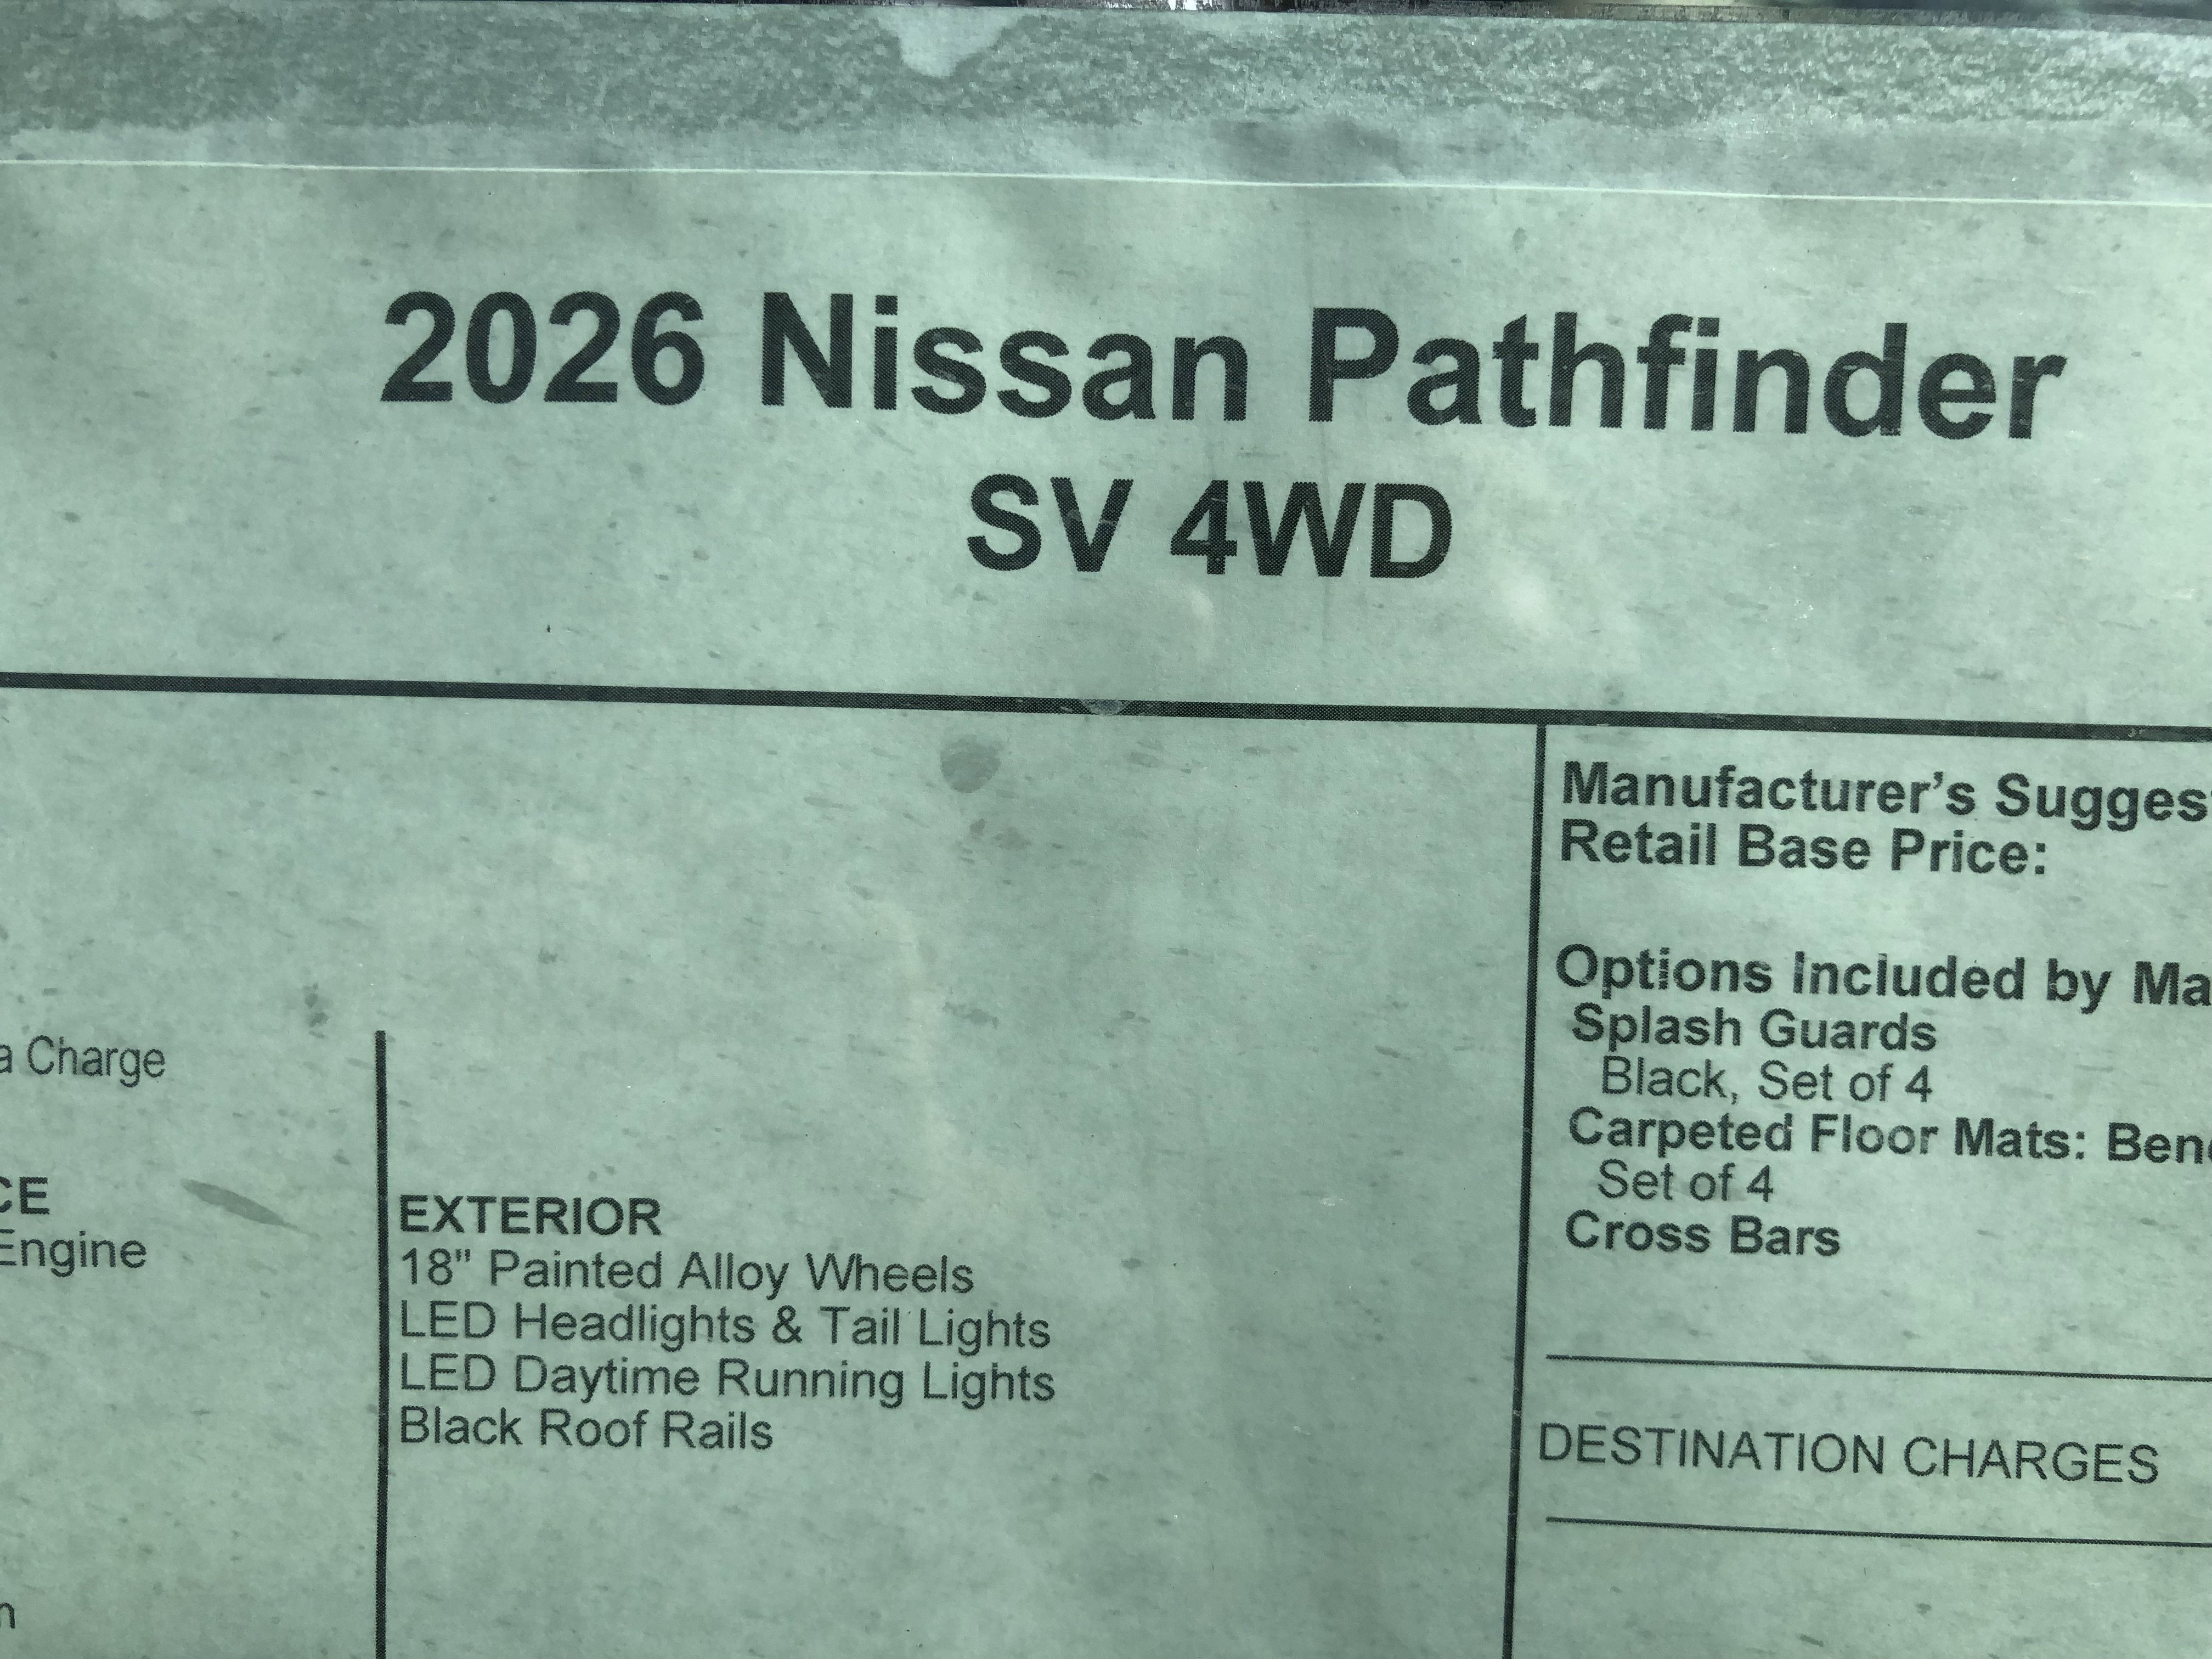 2026 Nissan Pathfinder
SV 4WD
a Charge
CE
Engine
EXTERIOR
18" Painted Alloy Wheels
LED Headlights & Tail Lights
LED Daytime Running Lights
Black Roof Rails
Manufacturer's Sugges
Retail Base Price:
Options Included by Ma
Splash Guards
Black, Set of 4
Carpeted Floor Mats: Ben
Set of 4
Cross Bars
DESTINATION CHARGES